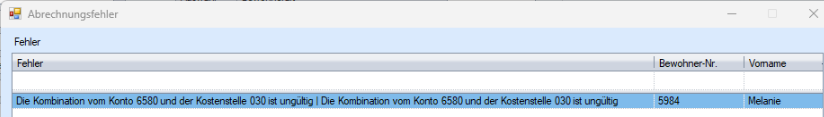 Abrechnungsfehler
Fehler
Fehler Bewohner-Nr. Vorname
Die Kombination vom Konto 6580 und der Kostenstelle 030 ist ungültig | Die Kombination vom Konto 6580 und der Kostenstelle 030 ist ungültig 5984 Melanie